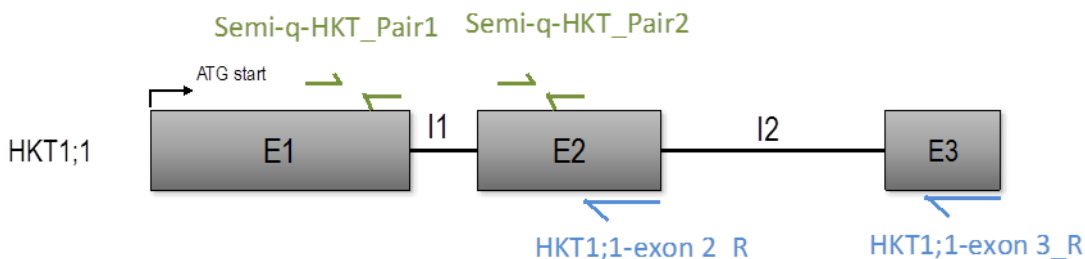 Semi-q-HKT_Pair1 Semi-q-HKT_Pair2
ATG start
HKT1;1 E1 I1 E2 I2 E3
HKT1;1-exon 2_R HKT1;1-exon 3_R